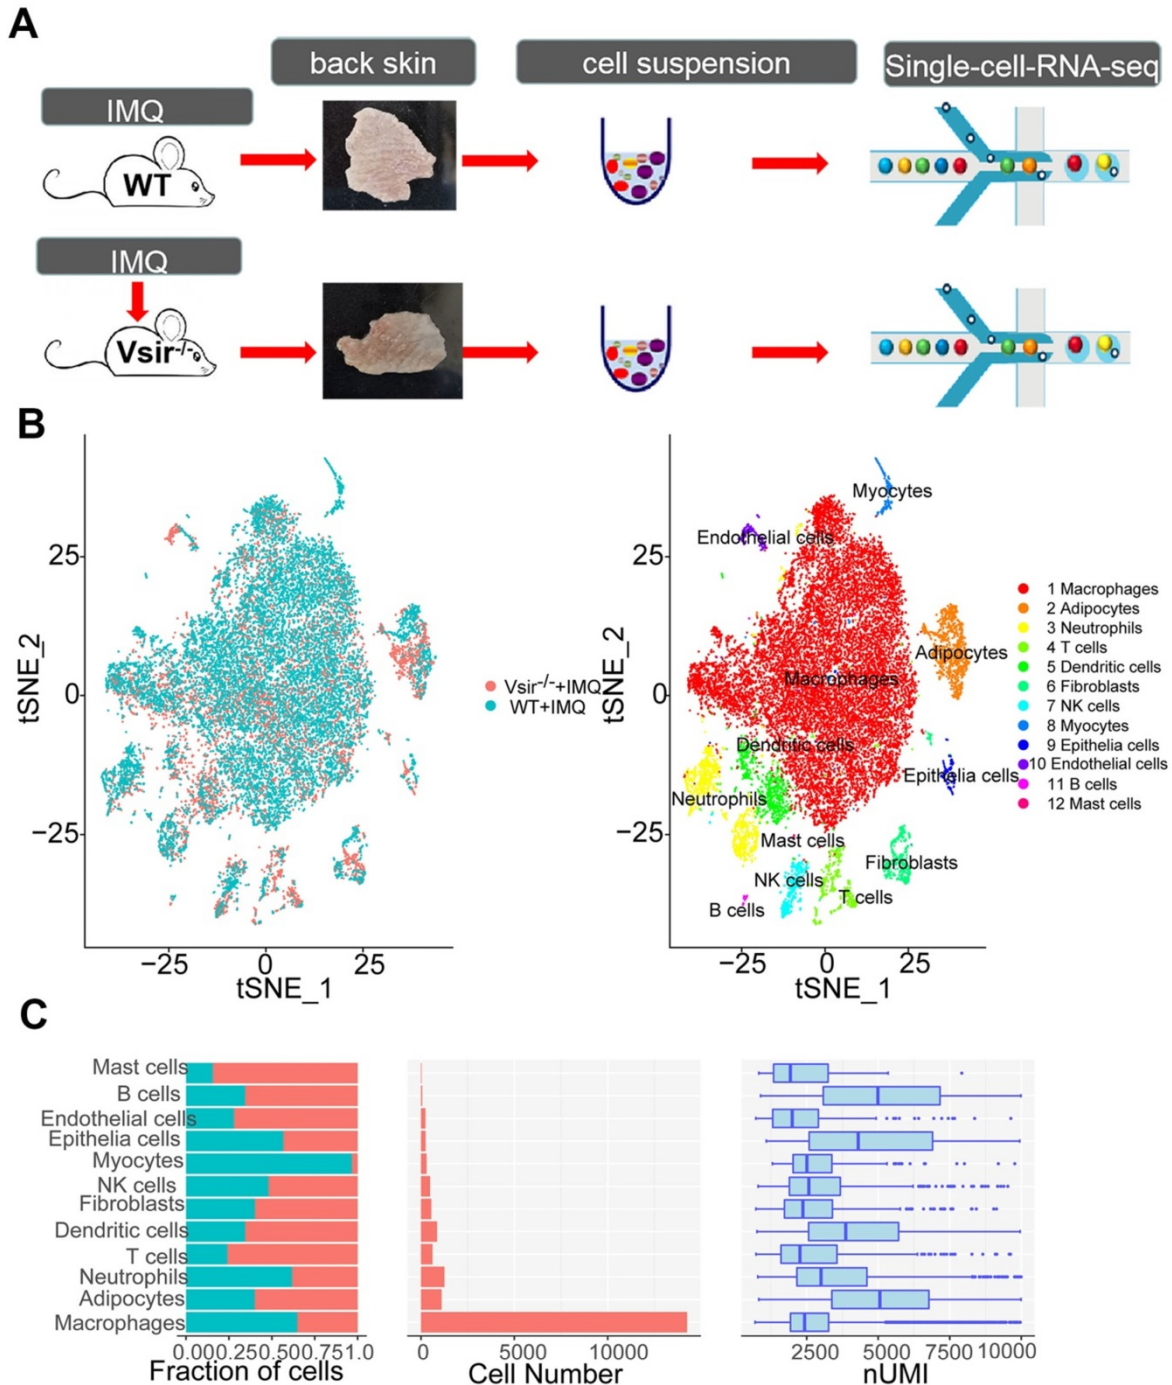 A
back skin
cell suspension
Single-cell-RNA-seq
IMQ
WT
IMQ
Vsir-/-
B
25
0
−25
tSNE_2
−25 0 25
tSNE_1
Vsir-/-+IMQ
WT+IMQ
25
0
−25
tSNE_2
−25 0 25
tSNE_1
Myocytes
Endothelial cells
Adipocytes
Macrophages
Dendritic cells
Epithelia cells
Neutrophils
Mast cells
Fibroblasts
NK cells
T cells
B cells
1 Macrophages
2 Adipocytes
3 Neutrophils
4 T cells
5 Dendritic cells
6 Fibroblasts
7 NK cells
8 Myocytes
9 Epithelia cells
10 Endothelial cells
11 B cells
12 Mast cells
C
Mast cells
B cells
Endothelial cells
Epithelia cells
Myocytes
NK cells
Fibroblasts
Dendritic cells
T cells
Neutrophils
Adipocytes
Macrophages
0.000.250.500.751.0
Fraction of cells
0 5000 10000
Cell Number
2500 5000 7500 10000
nUMI